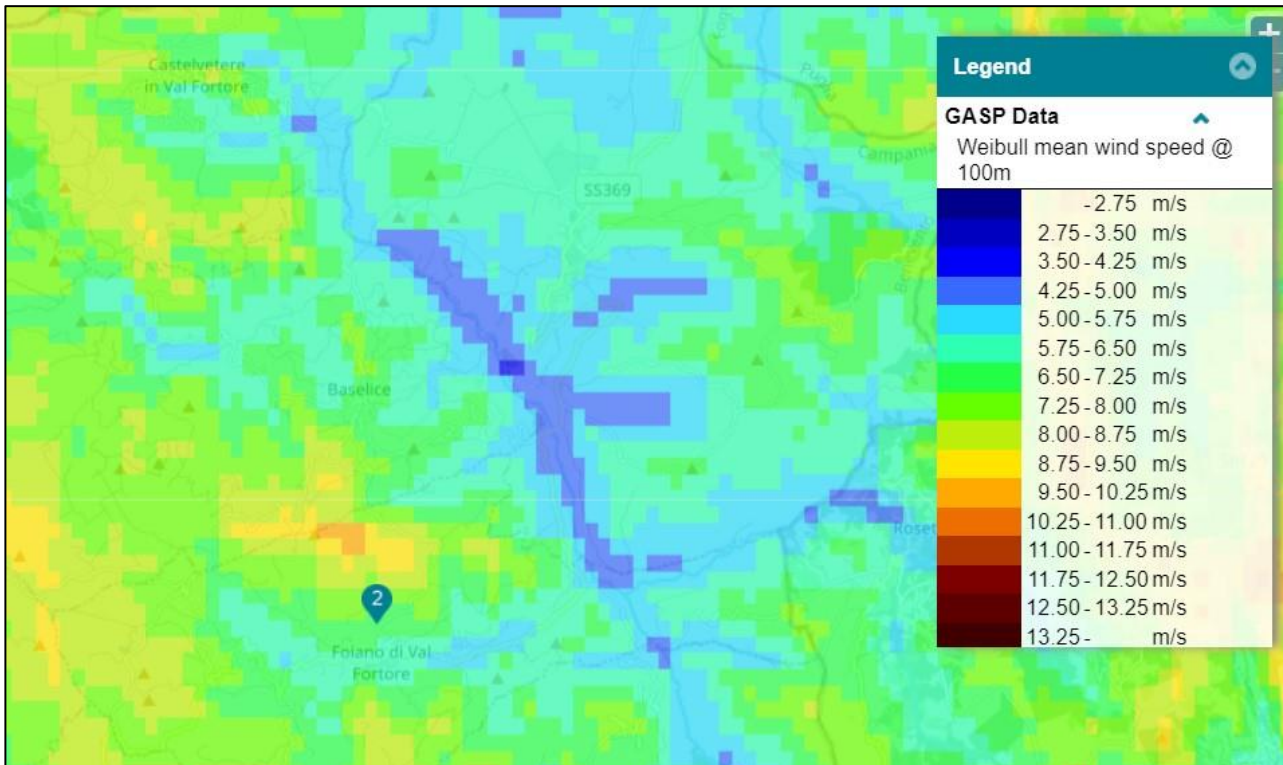 Castelvetere
in Val Fortore
Puglia
Campania
SS369
Baselice
Roset
2
Foiano di Val
Fortore
+
Legend
GASP Data
Weibull mean wind speed @
100m
- 2.75 m/s
2.75 - 3.50 m/s
3.50 - 4.25 m/s
4.25 - 5.00 m/s
5.00 - 5.75 m/s
5.75 - 6.50 m/s
6.50 - 7.25 m/s
7.25 - 8.00 m/s
8.00 - 8.75 m/s
8.75 - 9.50 m/s
9.50 - 10.25 m/s
10.25 - 11.00 m/s
11.00 - 11.75 m/s
11.75 - 12.50 m/s
12.50 - 13.25 m/s
13.25 - m/s